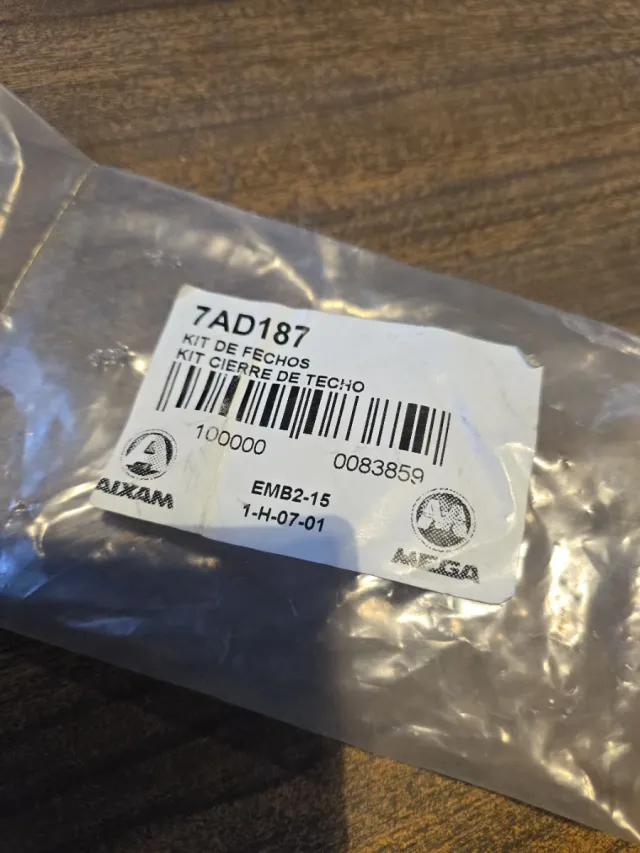 7AD187
KIT DE FECHOS
KIT CIERRE DE TECHO
100000 0083859
EMB2-15
1-H-07-01
A
AIXAM
MEGA